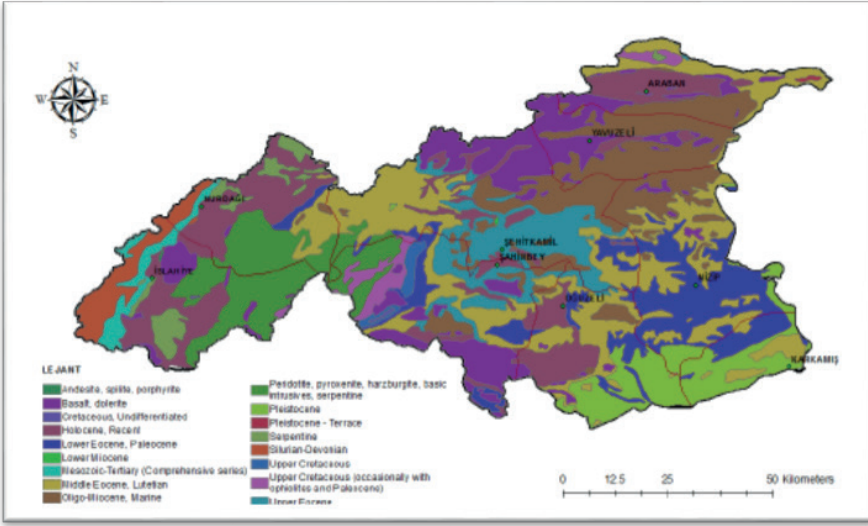 N
W E
S
ARABAN
YAVUZELİ
NURDAĞI
ŞEHİTKAMİL
ŞAHİNBEY
İSLAHİYE
NİZİP
OĞUZELİ
KARKAMIŞ
LEJANT
Andesite, spilite, porphyrite
Basalt, dolerite
Cretaceous, Undifferentiated
Holocene, Recent
Lower Eocene, Paleocene
Lower Miocene
Mesozoic-Tertiary (Comprehensive series)
Middle Eocene, Lutetian
Oligo-Miocene, Marine
Peridotite, pyroxenite, harzburgite, basic
intrusives, serpentine
Pleistocene
Pleistocene - Terrace
Serpentine
Silurian-Devonian
Upper Cretaceous
Upper Cretaceous (occasionally with
ophiolites and Paleocene)
Upper Eocene
0 12.5 25 50 Kilometers